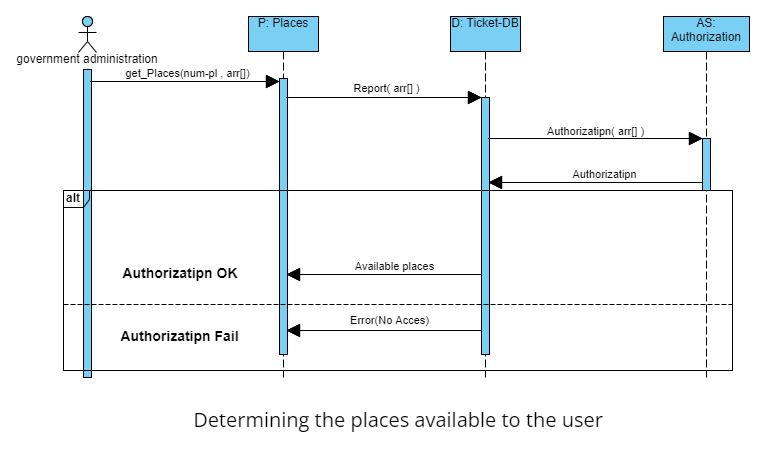 P: Places
D: Ticket-DB
AS:
Authorization
government administration
get_Places(num-pl , arr[])
Report( arr[] )
Authorizatipn( arr[] )
Authorizatipn
alt
Authorizatipn OK
Available places
Error(No Acces)
Authorizatipn Fail
Determining the places available to the user